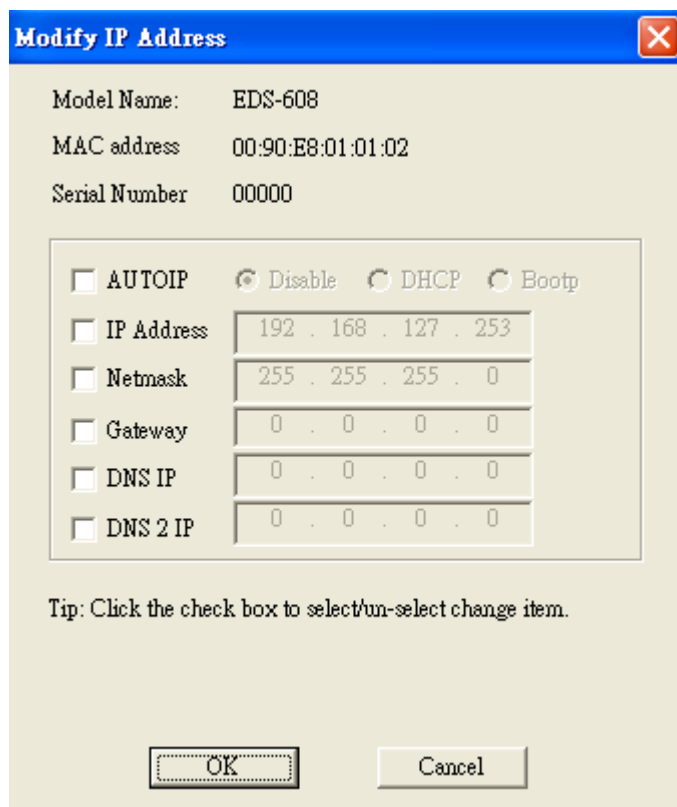 Modify IP Address
Model Name: EDS-608
MAC address 00:90:E8:01:01:02
Serial Number 00000
AUTOIP Disable DHCP Bootp
IP Address 192 . 168 . 127 . 253
Netmask 255 . 255 . 255 . 0
Gateway 0 . 0 . 0 . 0
DNS IP 0 . 0 . 0 . 0
DNS 2 IP 0 . 0 . 0 . 0
Tip: Click the check box to select/un-select change item.
OK Cancel